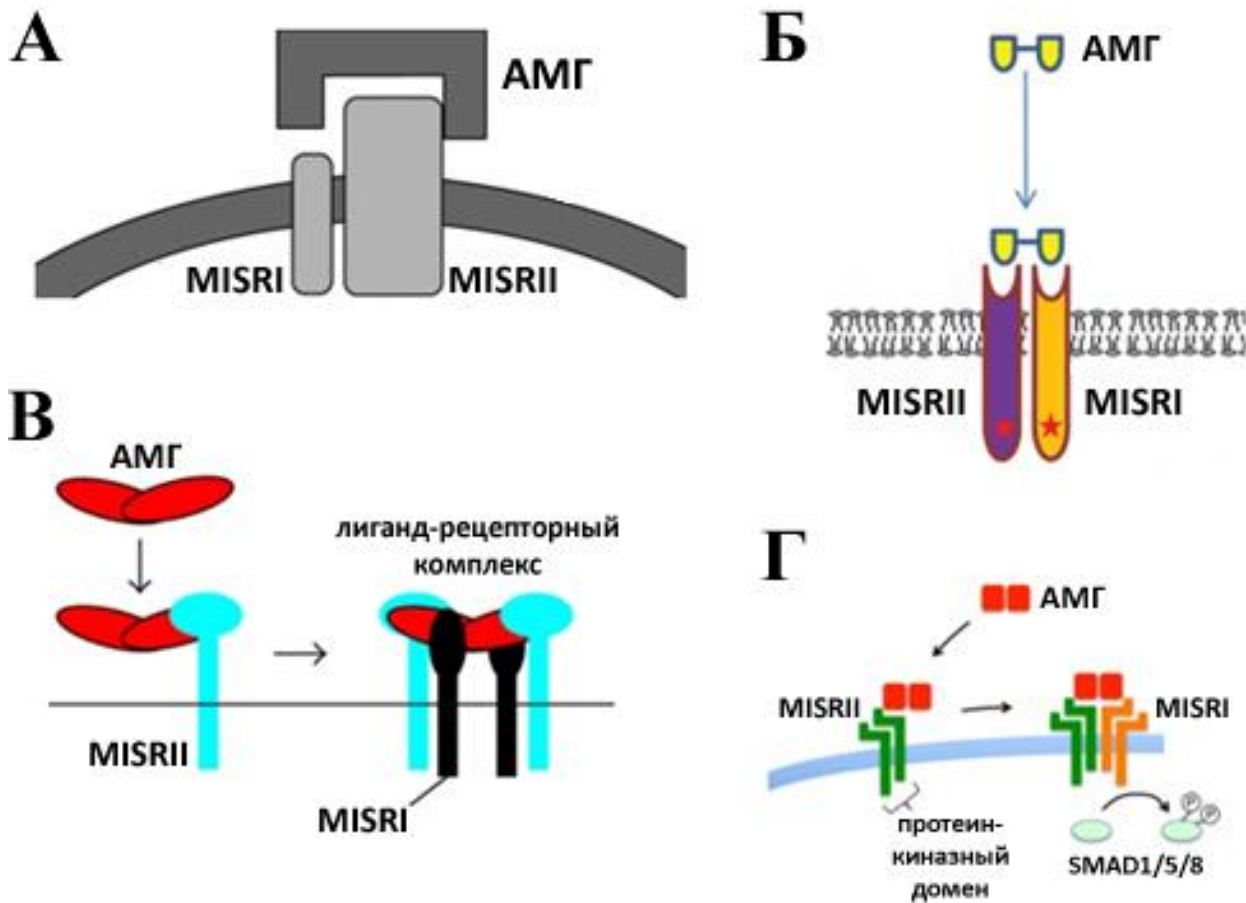 А
АМГ
MISRI
MISRII
Б
АМГ
MISRII
MISRI
В
АМГ
лиганд-рецепторный
комплекс
MISRII
MISRI
Г
АМГ
MISRII
MISRI
протеин-
киназный
домен
P
P
SMAD1/5/8